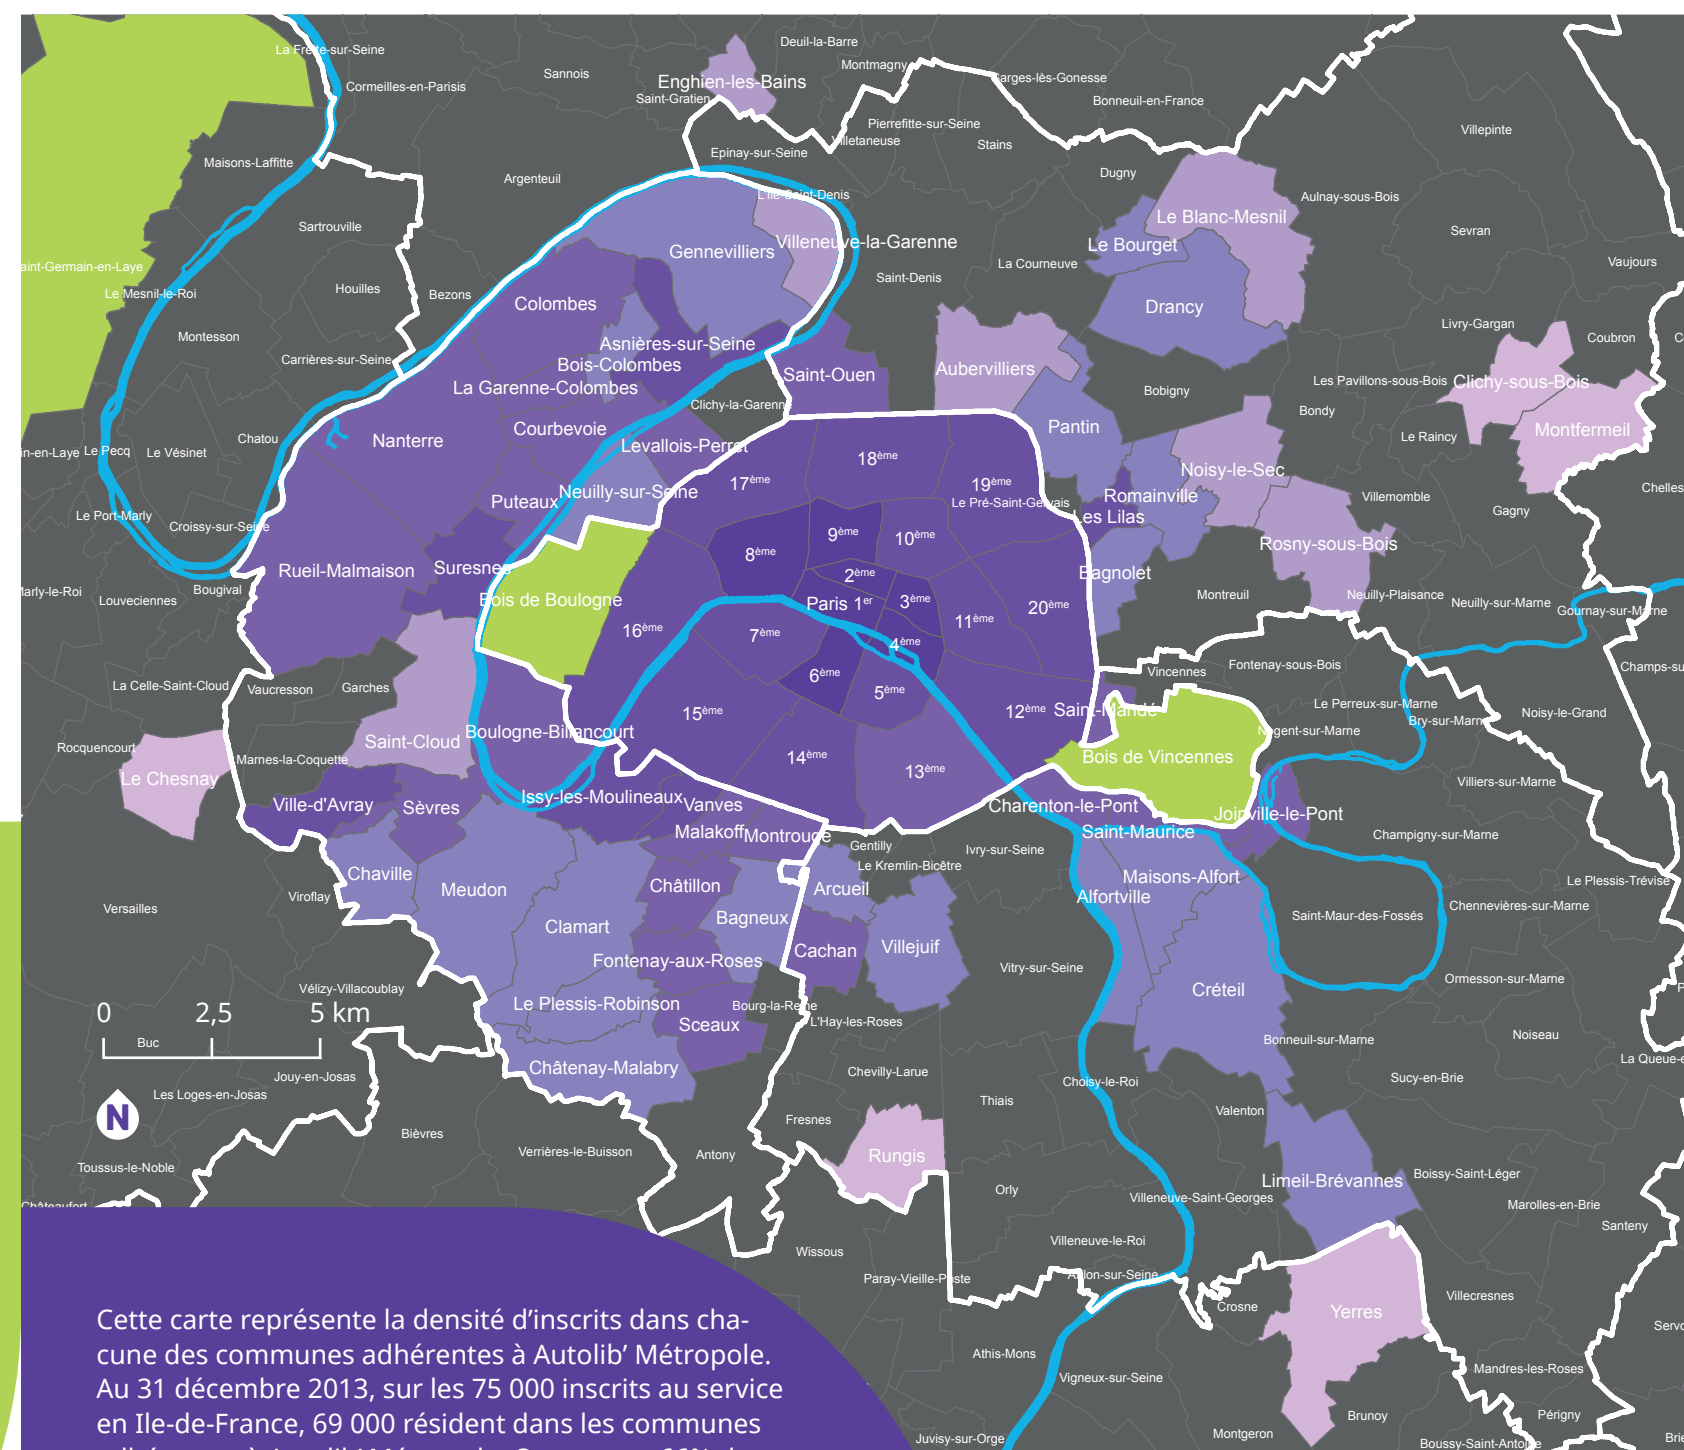 La Frette-sur-Seine
Cormeilles-en-Parisis
Sannois
Enghien-les-Bains
Saint-Gratien
Deuil-la-Barre
Montmagny
Garges-lès-Gonesse
Bonneuil-en-France
Pierrefitte-sur-Seine
Villetaneuse
Stains
Villepinte
Maisons-Laffitte
Argenteuil
Epinay-sur-Seine
L'Ile-Saint-Denis
Dugny
Aulnay-sous-Bois
Sartrouville
Le Blanc-Mesnil
Sevran
Gennevilliers
Villeneuve-la-Garenne
Le Bourget
La Courneuve
Saint-Denis
Vaujours
aint-Germain-en-Laye
Le Mesnil-le-Roi
Houilles
Bezons
Colombes
Drancy
Montesson
Livry-Gargan
Coubron
Carrières-sur-Seine
Asnières-sur-Seine
Bois-Colombes
La Garenne-Colombes
Saint-Ouen
Aubervilliers
Bobigny
Les Pavillons-sous-Bois
Clichy-sous-Bois
Clichy-la-Garenne
Bondy
Courbevoie
Pantin
Montfermeil
Chatou
Nanterre
Levallois-Perret
Le Raincy
in-en-Laye
Le Pecq
Le Vésinet
17ème
18ème
19ème
Noisy-le-Sec
Chelles
Puteaux
Neuilly-sur-Seine
Le Pré-Saint-Gervais
Romainville
Villemomble
Le Port-Marly
Croissy-sur-Seine
Les Lilas
Gagny
9ème
10ème
8ème
Rosny-sous-Bois
Rueil-Malmaison
Suresnes
2ème
Bagnolet
Marly-le-Roi
Louveciennes
Bougival
Bois de Boulogne
Paris 1er
3ème
20ème
Montreuil
Neuilly-Plaisance
Neuilly-sur-Marne
Gournay-sur-Marne
16ème
7ème
4ème
11ème
6ème
5ème
Vincennes
Fontenay-sous-Bois
Champs-su
La Celle-Saint-Cloud
Vaucresson
Garches
15ème
12ème
Saint-Mandé
Le Perreux-sur-Marne
Bry-sur-Marne
Noisy-le-Grand
Nogent-sur-Marne
Rocquencourt
Saint-Cloud
Boulogne-Billancourt
Marnes-la-Coquette
14ème
13ème
Bois de Vincennes
Le Chesnay
Villiers-sur-Marne
Ville-d'Avray
Sèvres
Issy-les-Moulineaux
Vanves
Charenton-le-Pont
Joinville-le-Pont
Malakoff
Montrouge
Saint-Maurice
Champigny-sur-Marne
Gentilly
Ivry-sur-Seine
Le Kremlin-Bicêtre
Chaville
Meudon
Châtillon
Arcueil
Maisons-Alfort
Le Plessis-Trévise
Viroflay
Alfortville
Versailles
Clamart
Bagneux
Saint-Maur-des-Fossés
Chennevières-sur-Marne
Cachan
Villejuif
Fontenay-aux-Roses
Vitry-sur-Seine
Ormesson-sur-Marne
Vélizy-Villacoublay
Le Plessis-Robinson
Bourg-la-Reine
Créteil
0 2,5 5 km
Sceaux
L'Hay-les-Roses
Buc
Bonneuil-sur-Marne
Noiseau
La Queue-e
Châtenay-Malabry
Chevilly-Larue
Jouy-en-Josas
Choisy-le-Roi
Sucy-en-Brie
Les Loges-en-Josas
Thiais
Valenton
N
Fresnes
Bièvres
Verrières-le-Buisson
Antony
Rungis
Toussus-le-Noble
Limeil-Brévannes
Boissy-Saint-Léger
Orly
Villeneuve-Saint-Georges
Marolles-en-Brie
Châteaufort
Santeny
Villeneuve-le-Roi
Wissous
Paray-Vieille-Poste
Ablon-sur-Seine
Crosne
Yerres
Villecresnes
Servo
Athis-Mons
Vigneux-sur-Seine
Mandres-les-Roses
Brunoy
Périgny
Montgeron
Juvisy-sur-Orge
Boussy-Saint-Antoine
Brie
Cette carte représente la densité d’inscrits dans cha-
cune des communes adhérentes à Autolib’ Métropole.
Au 31 décembre 2013, sur les 75 000 inscrits au service
en Ile-de-France, 69 000 résident dans les communes